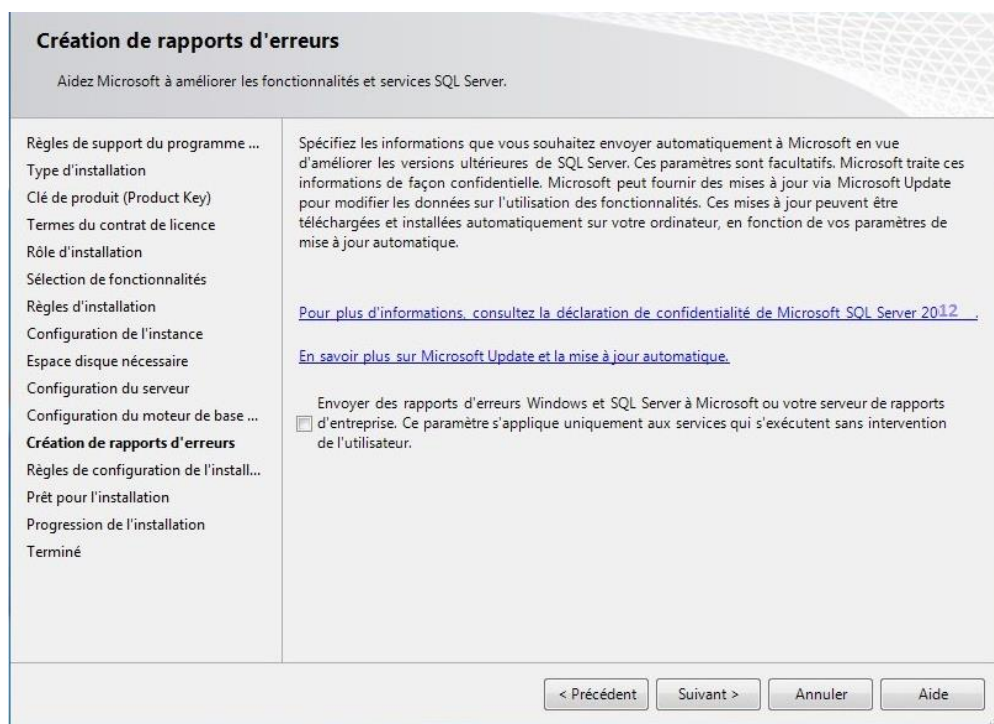 Création de rapports d'erreurs
Aidez Microsoft à améliorer les fonctionnalités et services SQL Server.
Règles de support du programme ...
Type d'installation
Clé de produit (Product Key)
Termes du contrat de licence
Rôle d'installation
Sélection de fonctionnalités
Règles d'installation
Configuration de l'instance
Espace disque nécessaire
Configuration du serveur
Configuration du moteur de base ...
Création de rapports d'erreurs
Règles de configuration de l'install...
Prêt pour l'installation
Progression de l'installation
Terminé
Spécifiez les informations que vous souhaitez envoyer automatiquement à Microsoft en vue
d'améliorer les versions ultérieures de SQL Server. Ces paramètres sont facultatifs. Microsoft traite ces
informations de façon confidentielle. Microsoft peut fournir des mises à jour via Microsoft Update
pour modifier les données sur l'utilisation des fonctionnalités. Ces mises à jour peuvent être
téléchargées et installées automatiquement sur votre ordinateur, en fonction de vos paramètres de
mise à jour automatique.
Pour plus d'informations, consultez la déclaration de confidentialité de Microsoft SQL Server 2012 .
En savoir plus sur Microsoft Update et la mise à jour automatique.
Envoyer des rapports d'erreurs Windows et SQL Server à Microsoft ou votre serveur de rapports
d'entreprise. Ce paramètre s'applique uniquement aux services qui s'exécutent sans intervention
de l'utilisateur.
< Précédent
Suivant >
Annuler
Aide